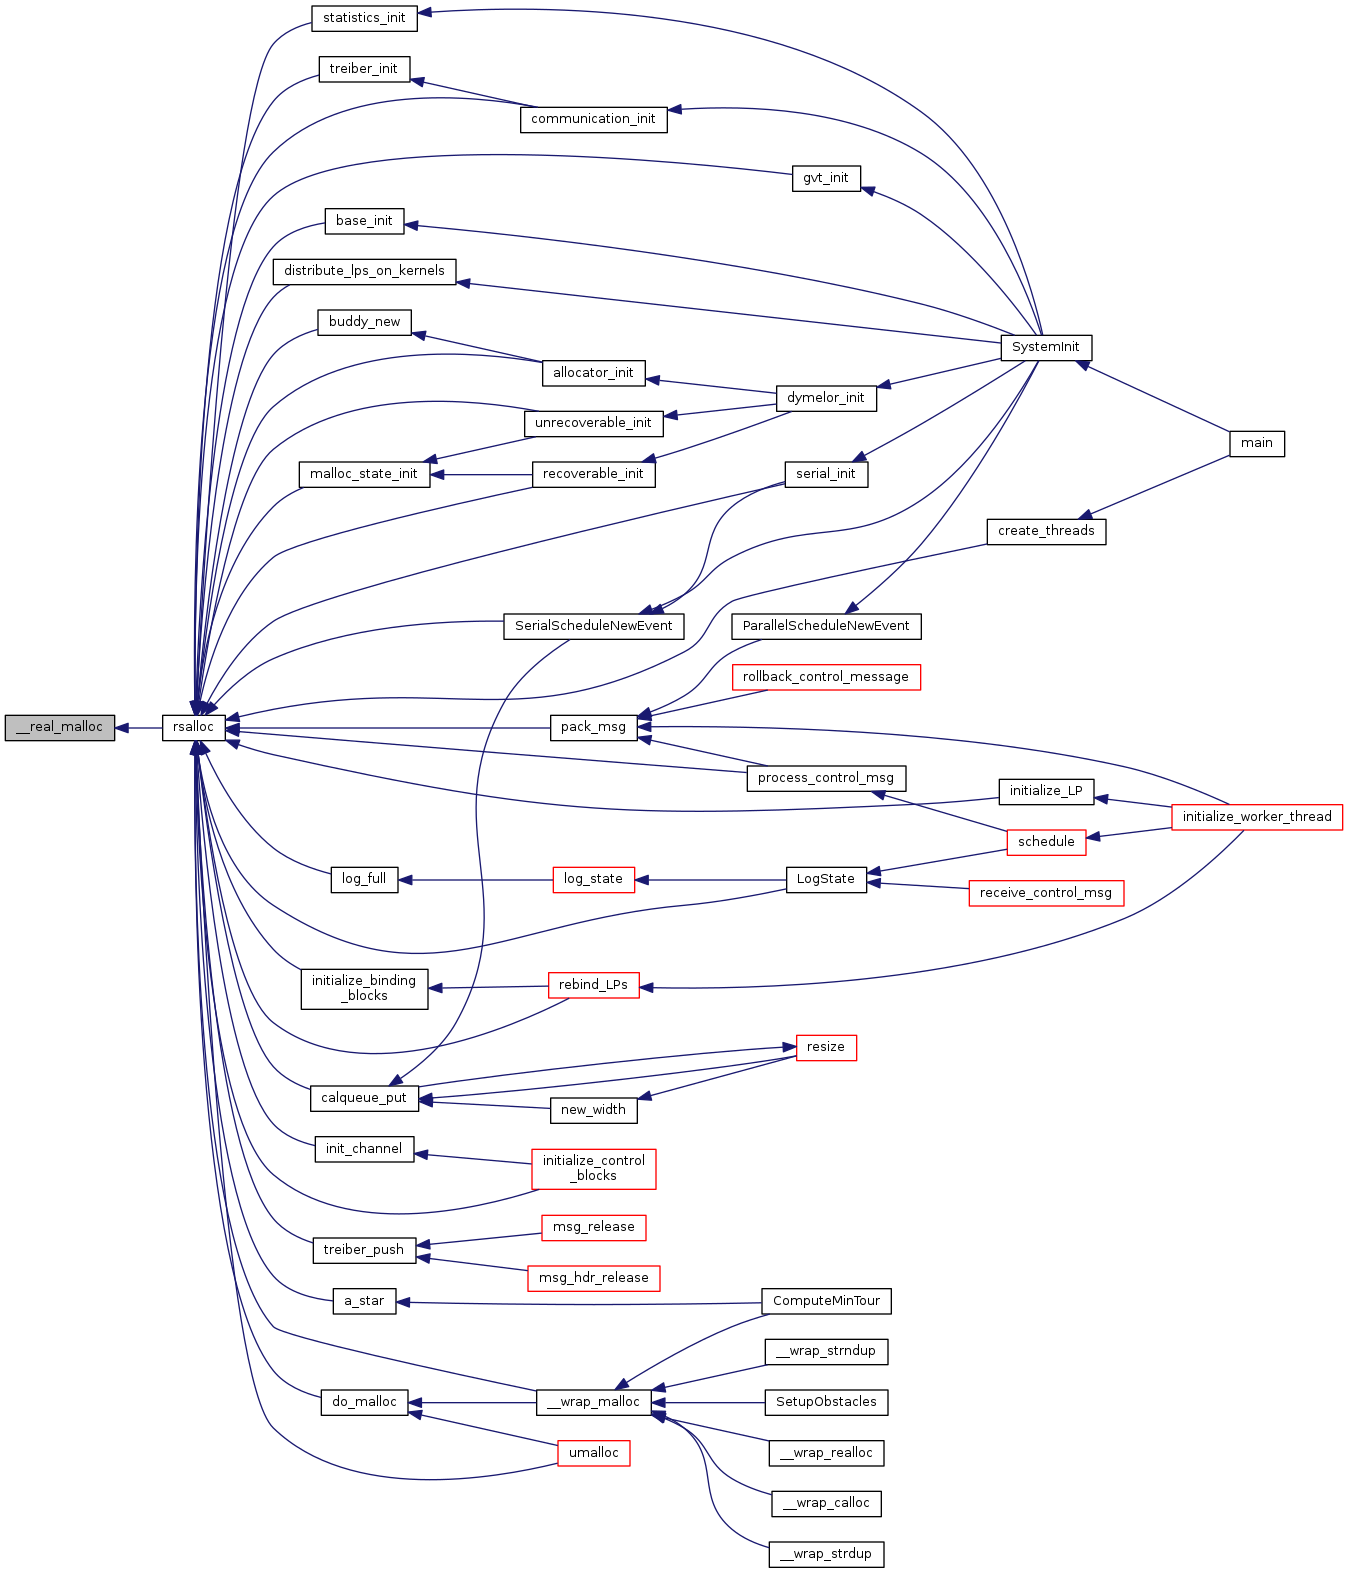 statistics_init
treiber_init
communication_init
gvt_init
base_init
distribute_lps_on_kernels
buddy_new
SystemInit
allocator_init
dymelor_init
unrecoverable_init
main
malloc_state_init
recoverable_init
serial_init
create_threads
SerialScheduleNewEvent
ParallelScheduleNewEvent
rollback_control_message
__real_malloc
rsalloc
pack_msg
process_control_msg
initialize_LP
initialize_worker_thread
schedule
log_full
log_state
LogState
receive_control_msg
initialize_binding
_blocks
rebind_LPs
resize
calqueue_put
new_width
init_channel
initialize_control
_blocks
msg_release
treiber_push
msg_hdr_release
a_star
ComputeMinTour
__wrap_strndup
do_malloc
__wrap_malloc
SetupObstacles
umalloc
__wrap_realloc
__wrap_calloc
__wrap_strdup